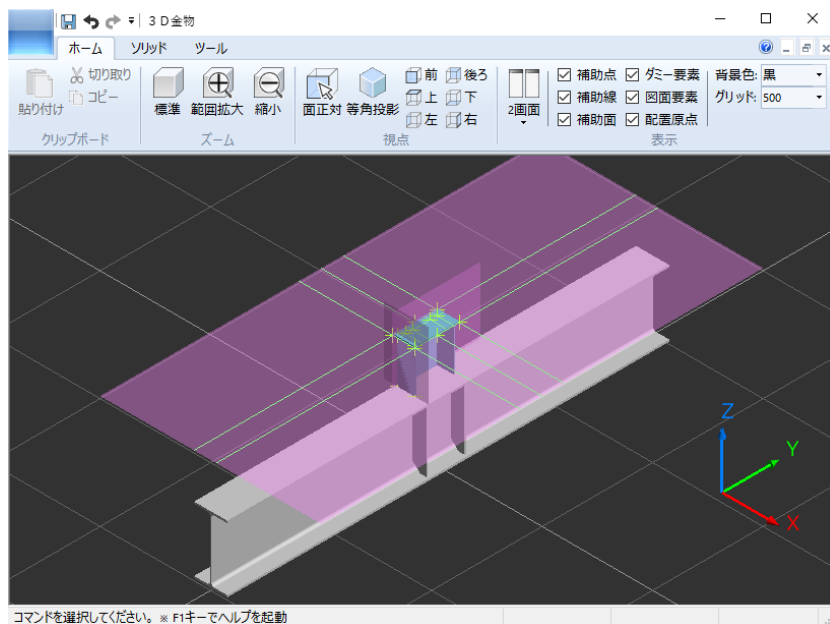 ３Ｄ金物
ホーム ソリッド ツール
貼り付け
切り取り
コピー
クリップボード
標準 範囲拡大 縮小
ズーム
面正対 等角投影
前 後ろ
上 下
左 右
視点
2画面
補助点 ダミー要素
補助線 図面要素
補助面 配置原点
背景色: 黒
グリッド: 500
表示
Z
Y
X
コマンドを選択してください。※ F1キーでヘルプを起動